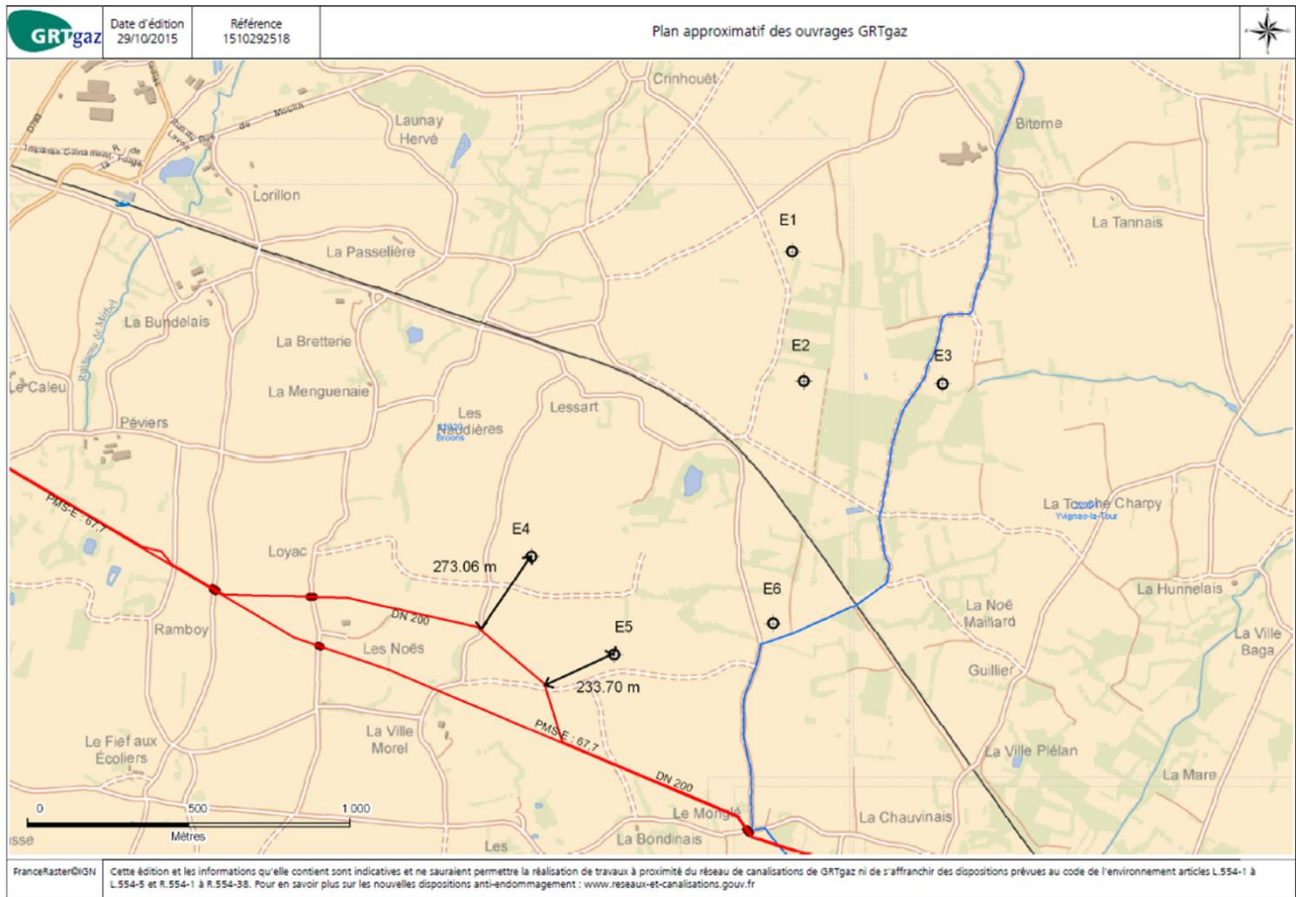 GRTgaz
Date d'édition
29/10/2015
Référence
1510292518
Plan approximatif des ouvrages GRTgaz
Crinhouët
Launay
Hervé
Biterne
D793
Moulin
du
Lorillon
La Tannais
E1
La Passelière
La Bundelais
La Bretterie
E2
E3
Le Caleu
La Menguenaie
Péviers
Les
Naudières
Broons
Lessart
PMS-E : 67,7
La Touche Charpy
Yvignac-la-Tour
E4
Loyac
273.06 m
DN 200
E6
La Hunnelais
Ramboy
E5
La Noë
Maillard
La Ville
Baga
Les Noës
233.70 m
Guillier
La Ville
Morel
PMS-E : 67,7
Le Fief aux
Écoliers
La Ville Plélan
DN 200
La Mare
0 500 1 000
Mètres
Le Monglé
La Chauvinais
La Bondinais
Les
FranceRaster©IGN
Cette édition et les informations qu'elle contient sont indicatives et ne sauraient permettre la réalisation de travaux à proximité du réseau de canalisations de GRTgaz ni de s'affranchir des dispositions prévues au code de l'environnement articles L.554-1 à
L.554-5 et R.554-1 à R.554-38. Pour en savoir plus sur les nouvelles dispositions anti-endommagement : www.reseaux-et-canalisations.gouv.fr